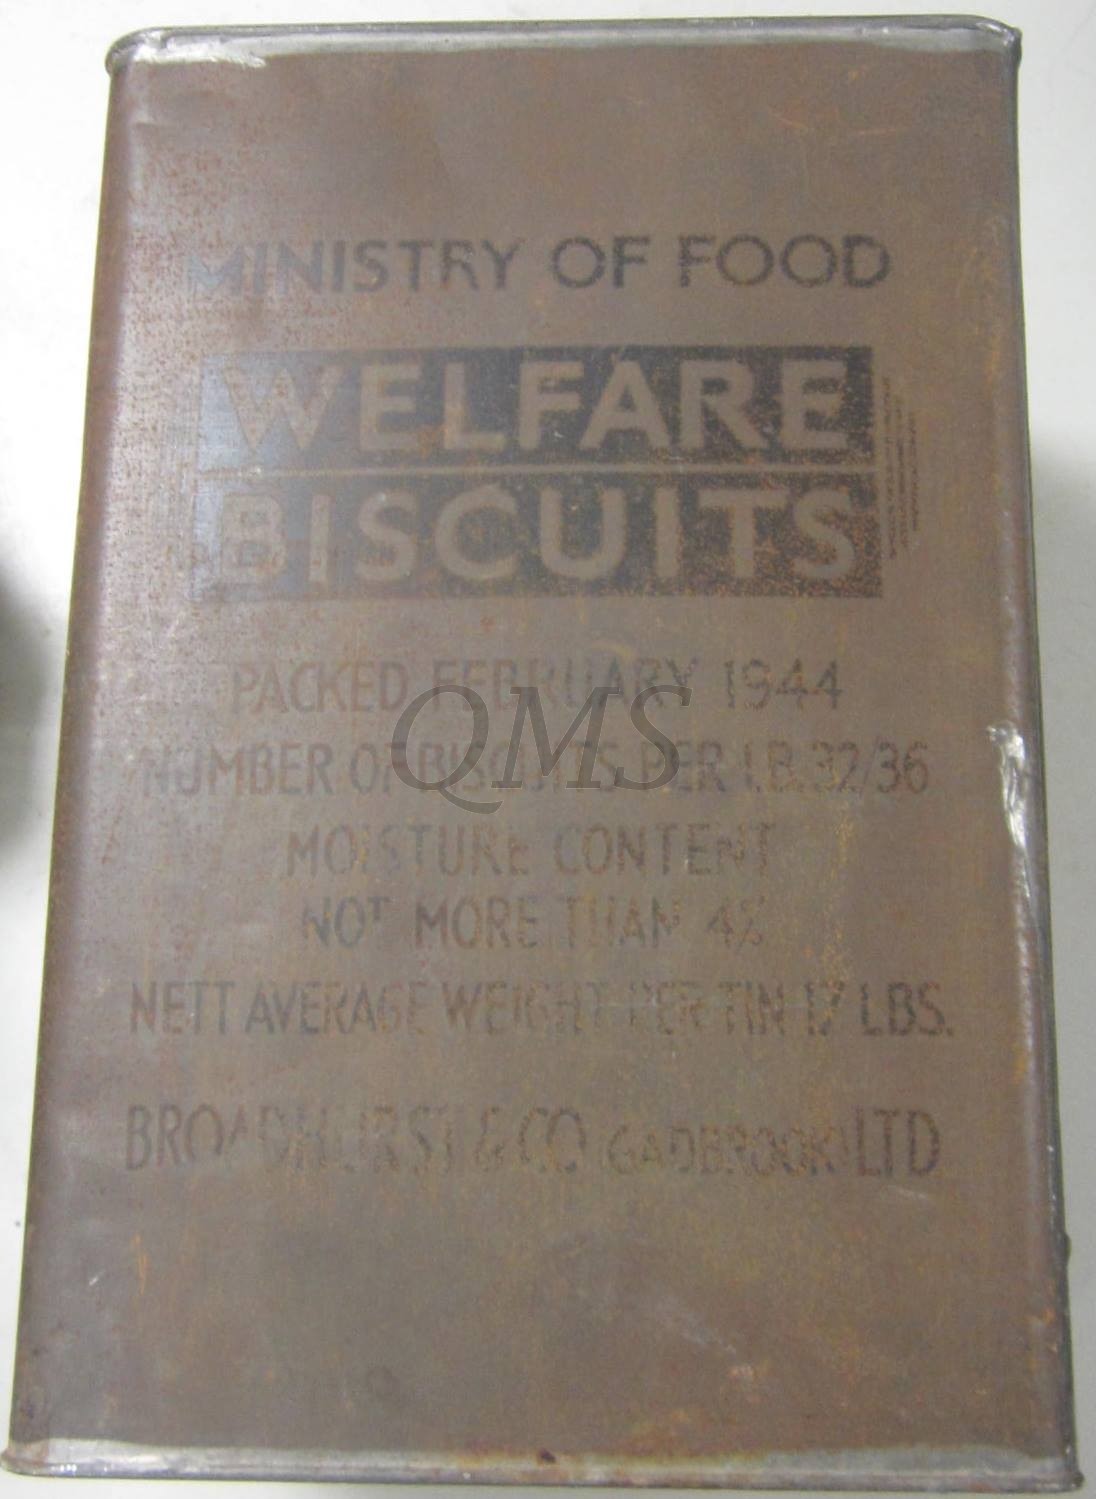 MINISTRY OF FOOD
WELFARE
BISCUITS
PACKED FEBRUARY 1944
NUMBER OF BISCUITS PER LB. 32/36
MOISTURE CONTENT
NOT MORE THAN 4%
NETT AVERAGE WEIGHT PER TIN 17 LBS.
BROADHURST & CO (GADBROOK) LTD
QMS